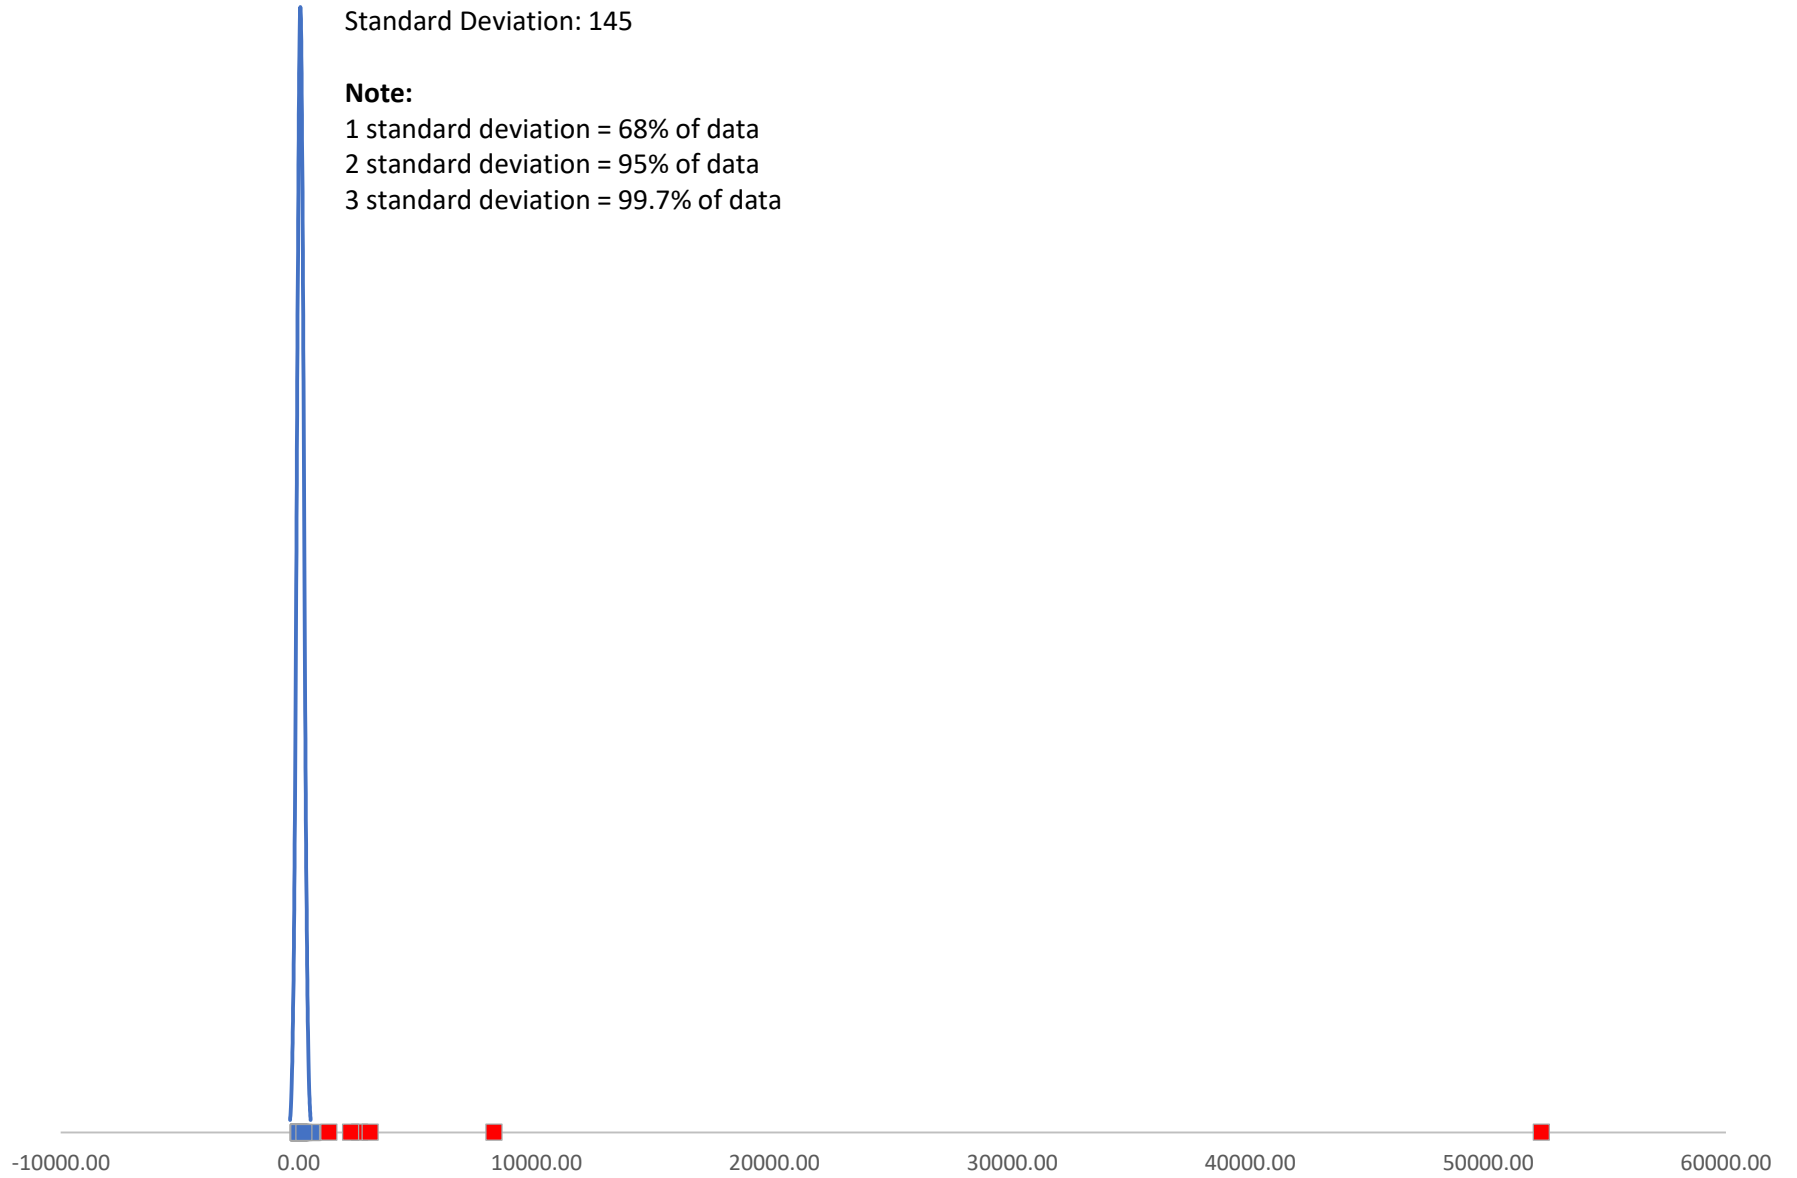 Standard Deviation: 145
Note:
1 standard deviation = 68% of data
2 standard deviation = 95% of data
3 standard deviation = 99.7% of data
-10000.00 0.00 10000.00 20000.00 30000.00 40000.00 50000.00 60000.00